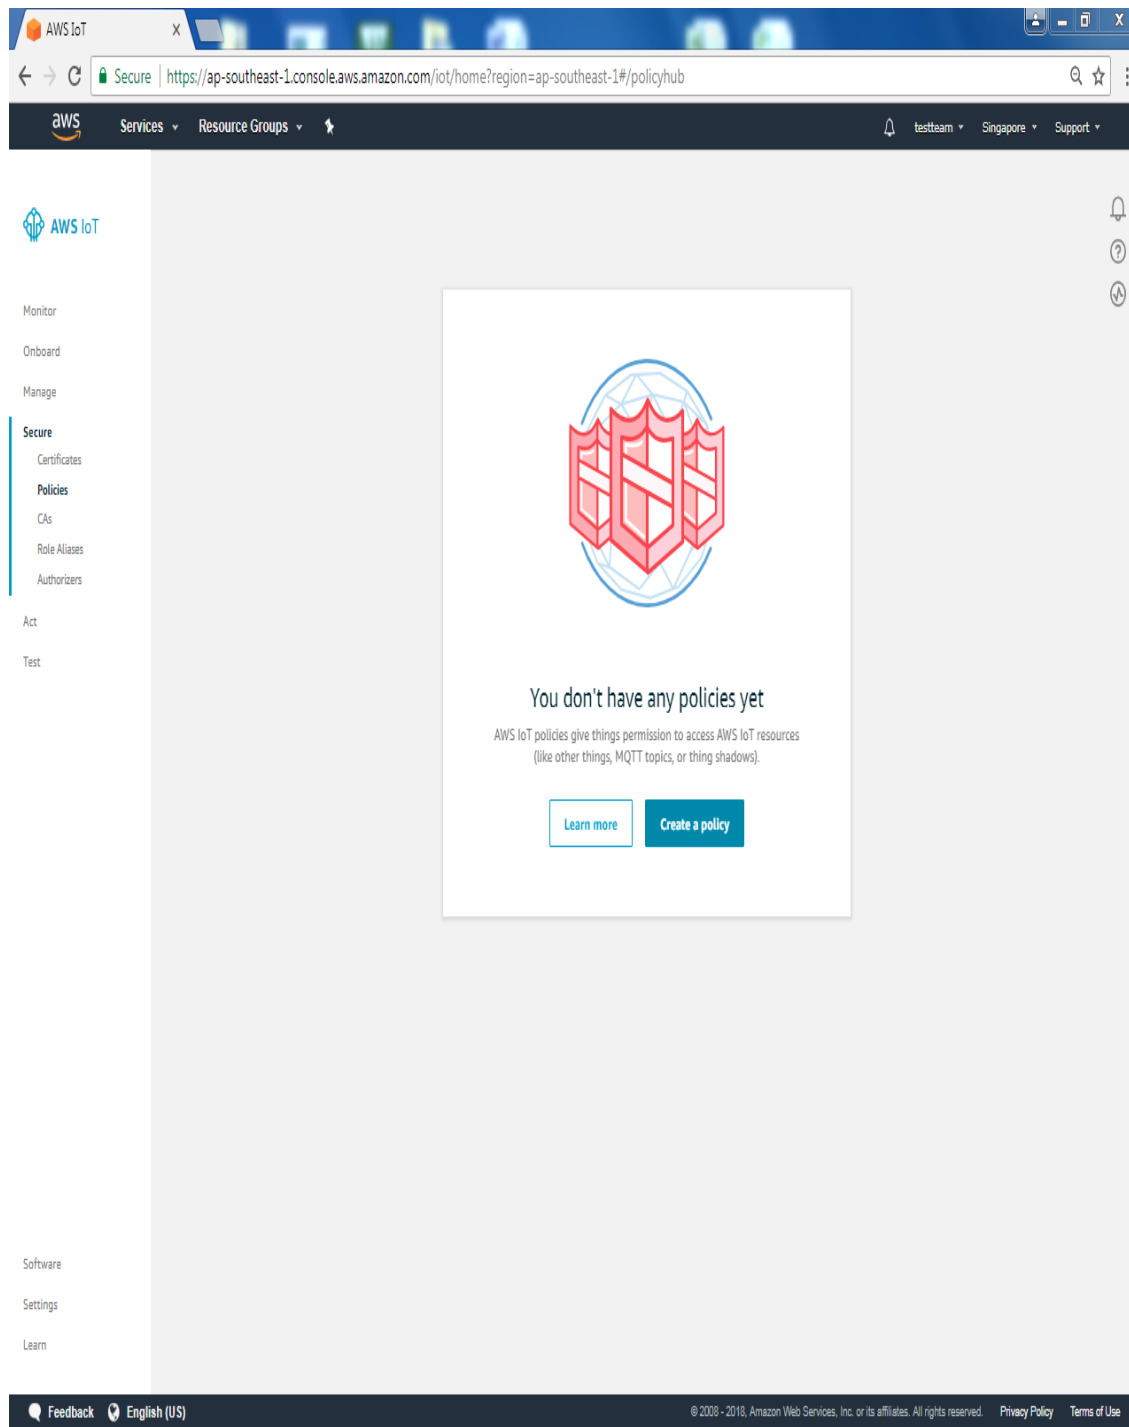 AWS IoT
Secure | https://ap-southeast-1.console.aws.amazon.com/iot/home?region=ap-southeast-1#/policyhub
aws Services Resource Groups testteam Singapore Support
AWS IoT
Monitor
Onboard
Manage
Secure
Certificates
Policies
CAs
Role Aliases
Authorizers
Act
Test
You don't have any policies yet
AWS IoT policies give things permission to access AWS IoT resources
(like other things, MQTT topics, or thing shadows).
Learn more Create a policy
Software
Settings
Learn
Feedback English (US) © 2008 - 2018, Amazon Web Services, Inc. or its affiliates. All rights reserved. Privacy Policy Terms of Use